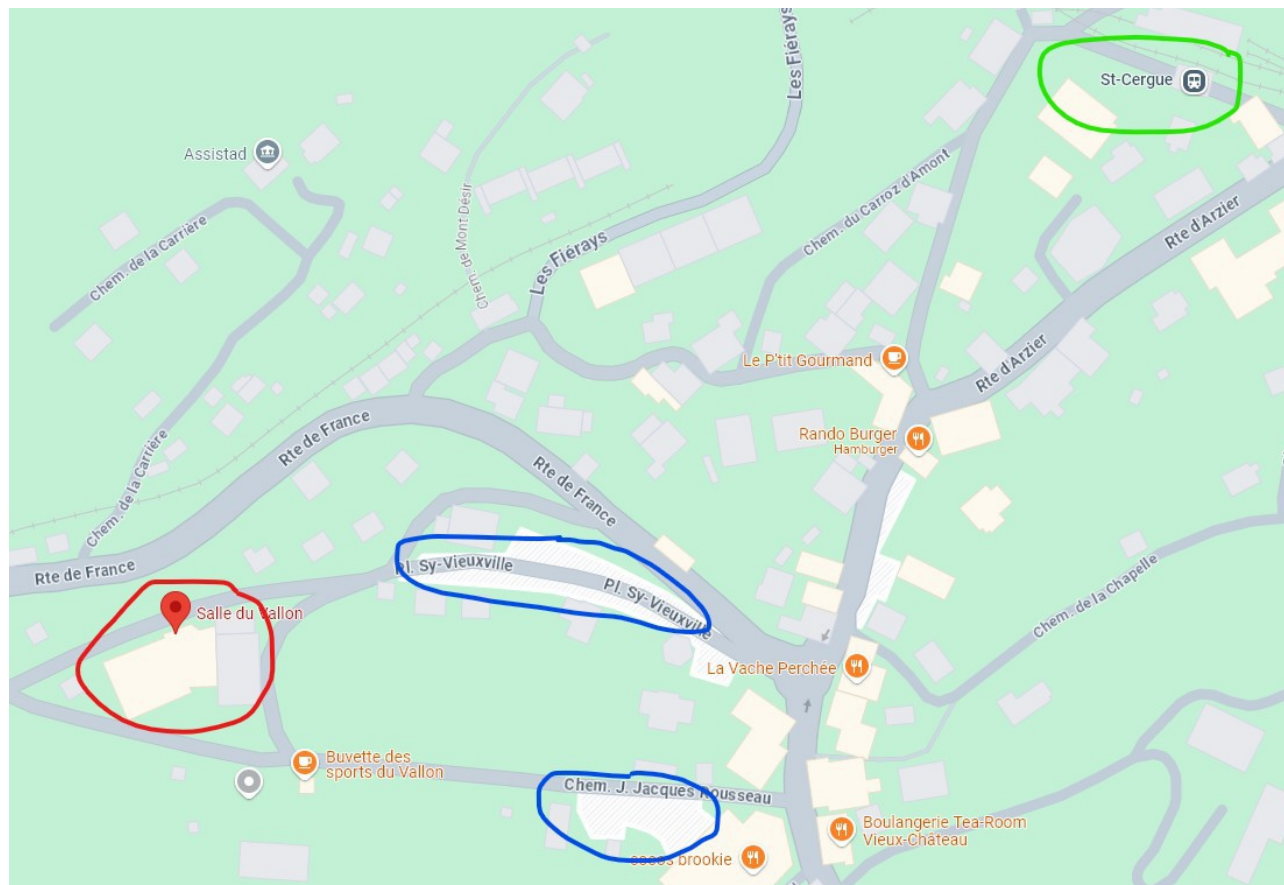 St-Cergue
Les Fiérays
Assistad
Chem. du Carroz d'Amont
Chem. de Mont Désir
Rte d'Arzier
Chem. de la Carrière
Les Fiérays
Le P'tit Gourmand
Rte d'Arzier
Rte de France
Rando Burger
Hamburger
Chem. de la Carrière
Rte de France
Rte de France
Pl. Sy-Vieuxville
Pl. Sy-Vieuxville
Chem. de la Chapelle
Salle du Vallon
La Vache Perchée
Buvette des
sports du Vallon
Chem. J. Jacques Rousseau
Boulangerie Tea-Room
Vieux-Château
cocos brookie